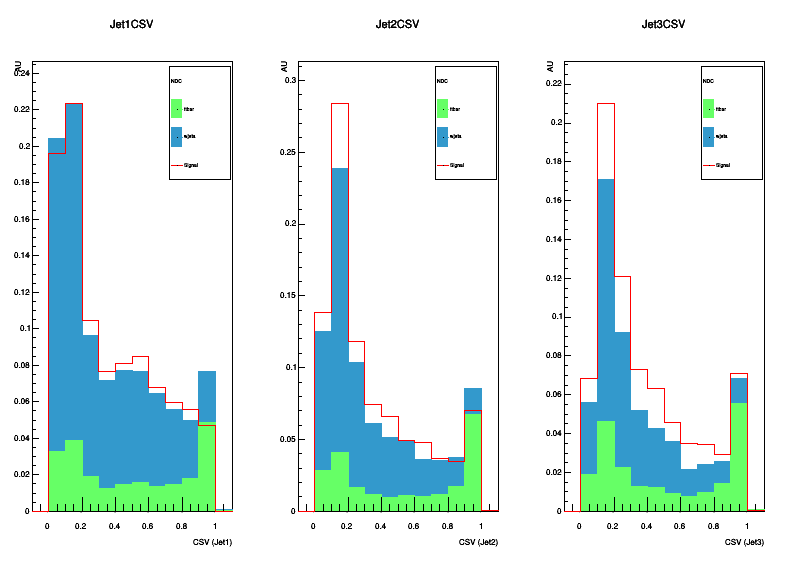 Jet1CSV
AU
0.24
0.22
0.2
0.18
0.16
0.14
0.12
0.1
0.08
0.06
0.04
0.02
0
0 0.2 0.4 0.6 0.8 1
CSV (Jet1)
NDC
ttbar
wjets
Signal
Jet2CSV
AU
0.3
0.25
0.2
0.15
0.1
0.05
0
0 0.2 0.4 0.6 0.8 1
CSV (Jet2)
NDC
ttbar
wjets
Signal
Jet3CSV
AU
0.22
0.2
0.18
0.16
0.14
0.12
0.1
0.08
0.06
0.04
0.02
0
0 0.2 0.4 0.6 0.8 1
CSV (Jet3)
NDC
ttbar
wjets
Signal